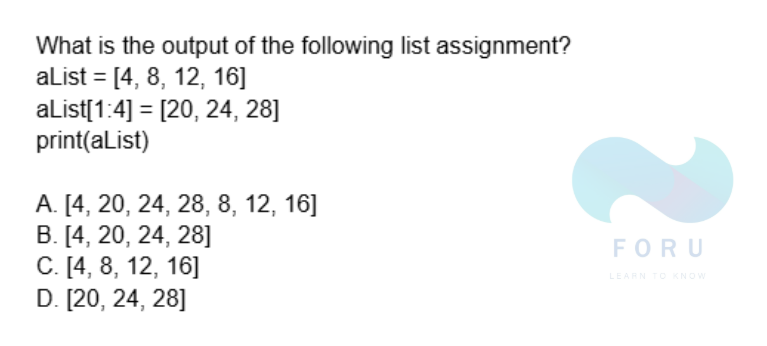 What is the output of the following list assignment?
aList = [4, 8, 12, 16]
aList[1:4] = [20, 24, 28]
print(aList)
A. [4, 20, 24, 28, 8, 12, 16]
B. [4, 20, 24, 28]
C. [4, 8, 12, 16]
D. [20, 24, 28]
FORU
LEARN TO KNOW